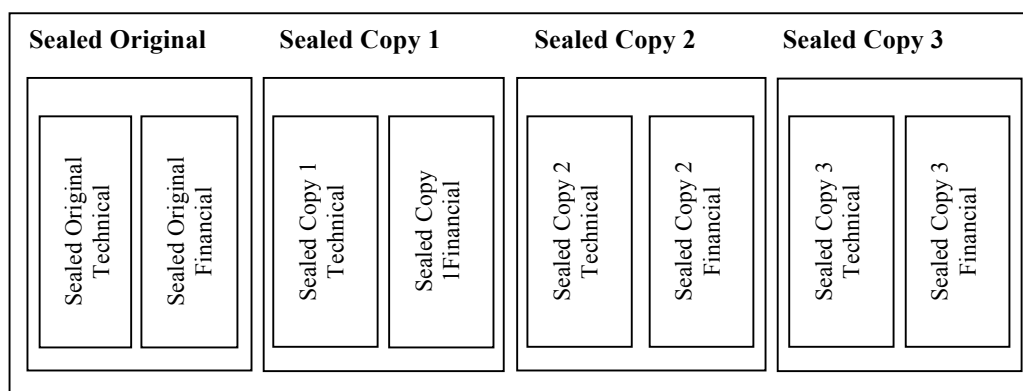 Sealed Original
Sealed Copy 1
Sealed Copy 2
Sealed Copy 3
Sealed Original
Technical
Sealed Original
Financial
Sealed Copy 1
Technical
Sealed Copy
1Financial
Sealed Copy 2
Technical
Sealed Copy 2
Financial
Sealed Copy 3
Technical
Sealed Copy 3
Financial